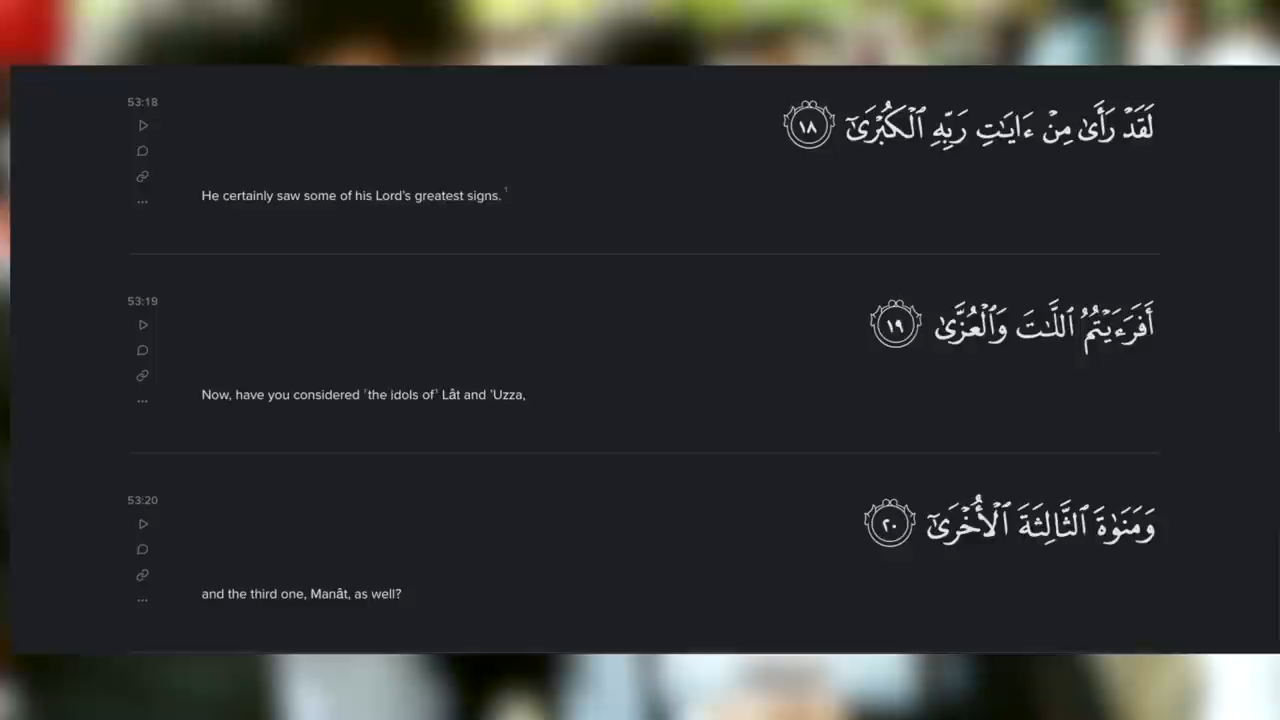 53:18
لَقَدْ رَأَىٰ مِنْ ءَايَـٰتِ رَبِّهِ ٱلْكُبْرَىٰٓ ١٨
He certainly saw some of his Lord's greatest signs. ¹
53:19
أَفَرَءَيْتُمُ ٱللَّـٰتَ وَٱلْعُزَّىٰ ١٩
Now, have you considered ˹the idols of˺ Lât and 'Uzza,
53:20
وَمَنَوٰةَ ٱلثَّالِثَةَ ٱلْأُخْرَىٰٓ ٢٠
and the third one, Manât, as well?